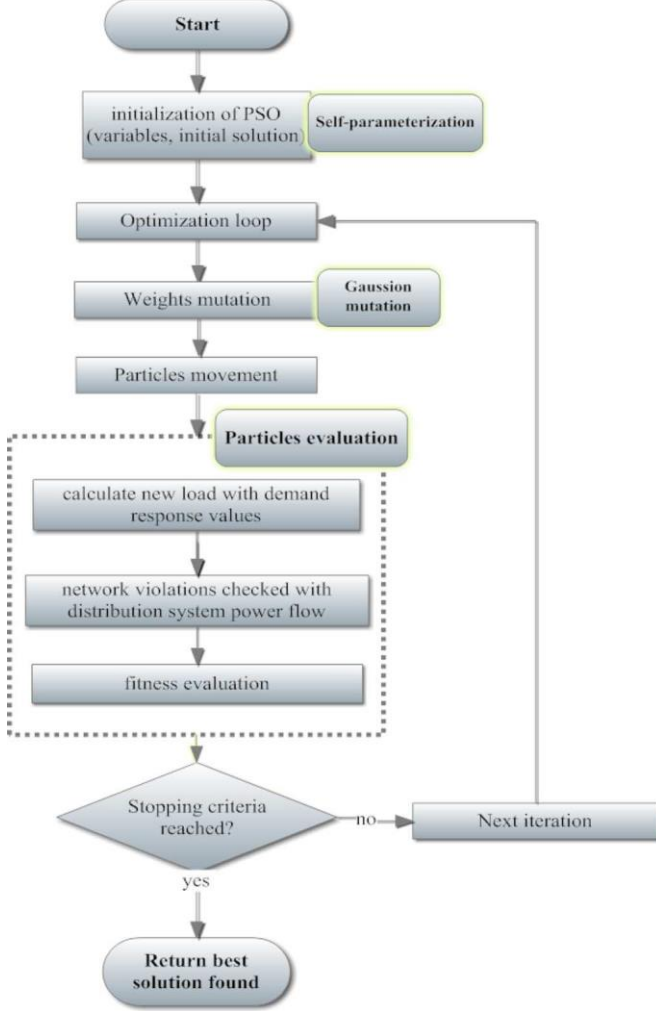 Start
initialization of PSO
(variables, initial solution)
Self-parameterization
Optimization loop
Weights mutation
Gaussion
mutation
Particles movement
Particles evaluation
calculate new load with demand
response values
network violations checked with
distribution system power flow
fitness evaluation
Stopping criteria
reached?
no
Next iteration
yes
Return best
solution found